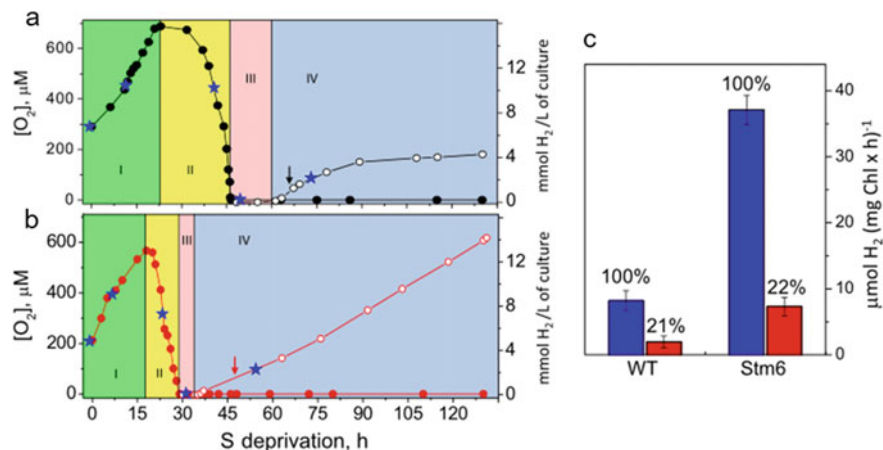 a
[O₂], µM
600
400
200
0
I
II
III
IV
12
8
4
0
mmol H₂/L of culture
b
[O₂], µM
600
400
200
0
I
II
III
IV
12
8
4
0
mmol H₂/L of culture
0 15 30 45 60 75 90 105 120
S deprivation, h
c
100%
21%
100%
22%
WT
Stm6
40
30
20
10
0
µmol H₂ (mg Chl x h)⁻¹